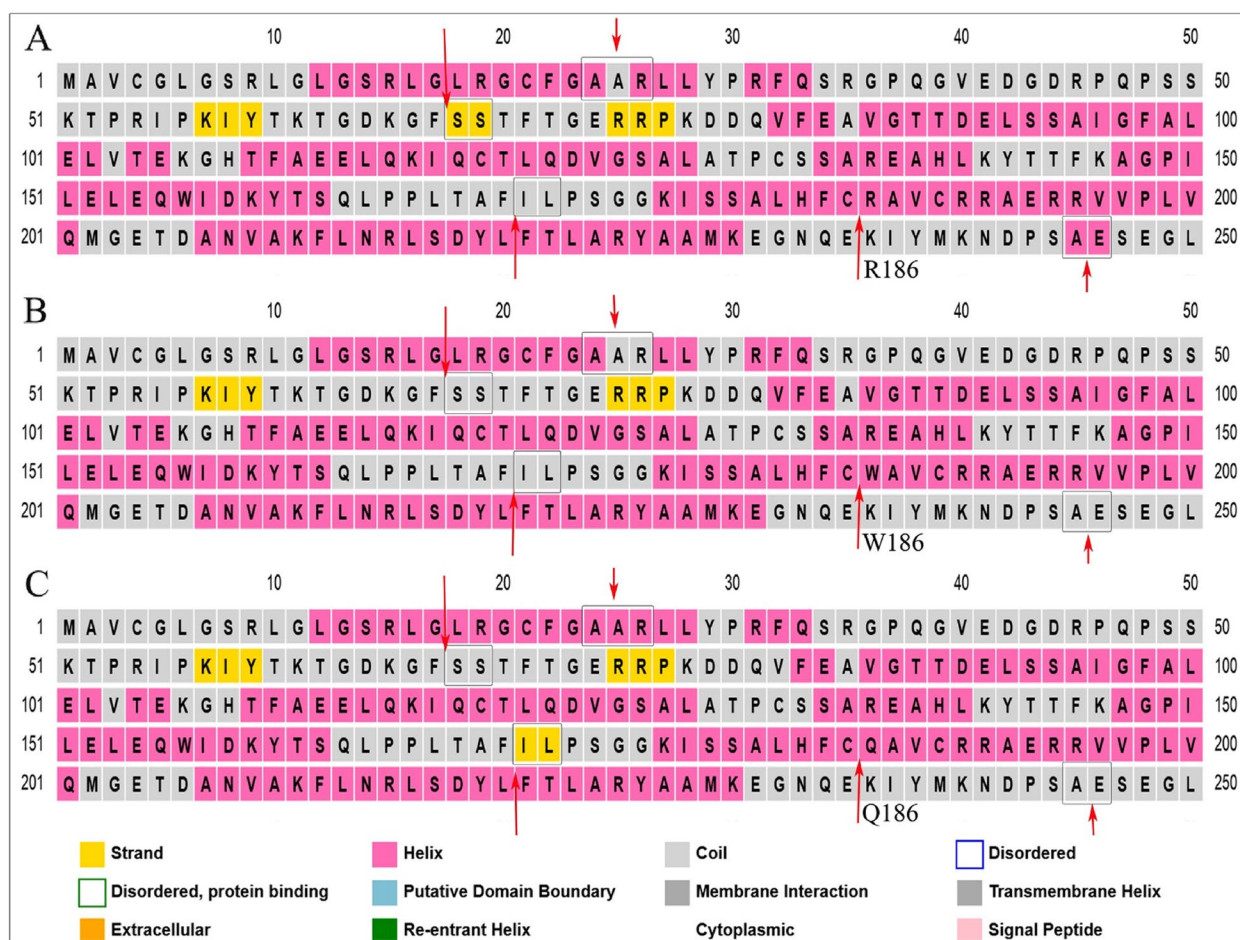 A 10 20 30 40 50
1 M A V C G L G S R L G L G S R L G L R G C F G A A R L L Y P R F Q S R G P Q G V E D G D R P Q P S S 50
51 K T P R I P K I Y T K T G D K G F S S T F T G E R R P K D D Q V F E A V G T T D E L S S A I G F A L 100
101 E L V T E K G H T F A E E L Q K I Q C T L Q D V G S A L A T P C S S A R E A H L K Y T T F K A G P I 150
151 L E L E Q W I D K Y T S Q L P P L T A F I L P S G G K I S S A L H F C R A V C R R A E R R V V P L V 200
201 Q M G E T D A N V A K F L N R L S D Y L F T L A R Y A A M K E G N Q E K I Y M K N D P S A E S E G L 250
R186
B 10 20 30 40 50
1 M A V C G L G S R L G L G S R L G L R G C F G A A R L L Y P R F Q S R G P Q G V E D G D R P Q P S S 50
51 K T P R I P K I Y T K T G D K G F S S T F T G E R R P K D D Q V F E A V G T T D E L S S A I G F A L 100
101 E L V T E K G H T F A E E L Q K I Q C T L Q D V G S A L A T P C S S A R E A H L K Y T T F K A G P I 150
151 L E L E Q W I D K Y T S Q L P P L T A F I L P S G G K I S S A L H F C W A V C R R A E R R V V P L V 200
201 Q M G E T D A N V A K F L N R L S D Y L F T L A R Y A A M K E G N Q E K I Y M K N D P S A E S E G L 250
W186
C 10 20 30 40 50
1 M A V C G L G S R L G L G S R L G L R G C F G A A R L L Y P R F Q S R G P Q G V E D G D R P Q P S S 50
51 K T P R I P K I Y T K T G D K G F S S T F T G E R R P K D D Q V F E A V G T T D E L S S A I G F A L 100
101 E L V T E K G H T F A E E L Q K I Q C T L Q D V G S A L A T P C S S A R E A H L K Y T T F K A G P I 150
151 L E L E Q W I D K Y T S Q L P P L T A F I L P S G G K I S S A L H F C Q A V C R R A E R R V V P L V 200
201 Q M G E T D A N V A K F L N R L S D Y L F T L A R Y A A M K E G N Q E K I Y M K N D P S A E S E G L 250
Q186
Strand Helix Coil Disordered
Disordered, protein binding Putative Domain Boundary Membrane Interaction Transmembrane Helix
Extracellular Re-entrant Helix Cytoplasmic Signal Peptide